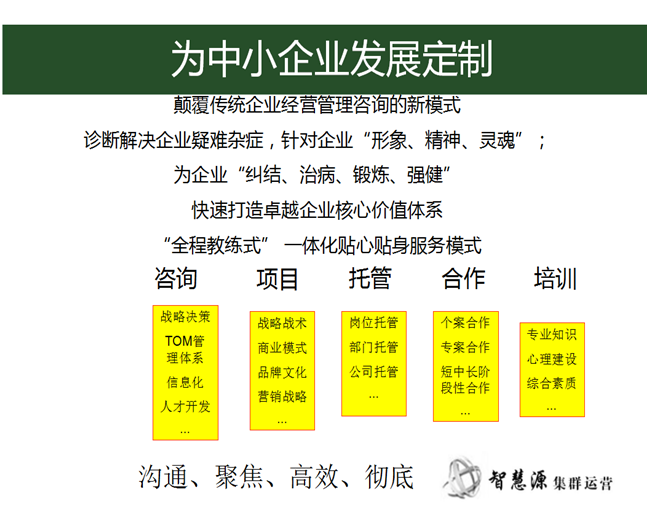 为中小企业发展定制
颠覆传统企业经营管理咨询的新模式
诊断解决企业疑难杂症，针对企业“形象、精神、灵魂”；
为企业“纠结、治病、锻炼、强健”
快速打造卓越企业核心价值体系
“全程教练式” 一体化贴心贴身服务模式
咨询 项目 托管 合作 培训
战略决策
TOM管
理体系
信息化
人才开发
...
战略战术
商业模式
品牌文化
营销战略
...
岗位托管
部门托管
公司托管
...
个案合作
专案合作
短中长阶
段性合作
...
专业知识
心理建设
综合素质
...
沟通、聚焦、高效、彻底
智慧源集群运营